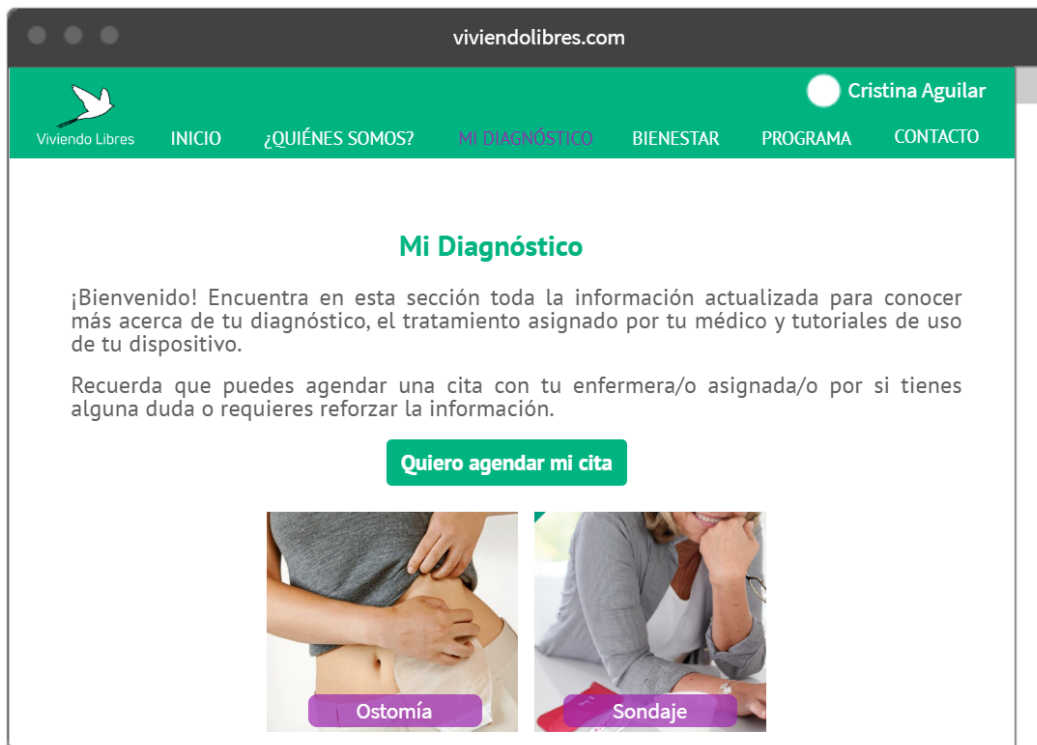 viviendolibres.com
Cristina Aguilar
Viviendo Libres
INICIO
¿QUIÉNES SOMOS?
MI DIAGNÓSTICO
BIENESTAR
PROGRAMA
CONTACTO
Mi Diagnóstico
¡Bienvenido! Encuentra en esta sección toda la información actualizada para conocer
más acerca de tu diagnóstico, el tratamiento asignado por tu médico y tutoriales de uso
de tu dispositivo.
Recuerda que puedes agendar una cita con tu enfermera/o asignada/o por si tienes
alguna duda o requieres reforzar la información.
Quiero agendar mi cita
Ostomía
Sondaje